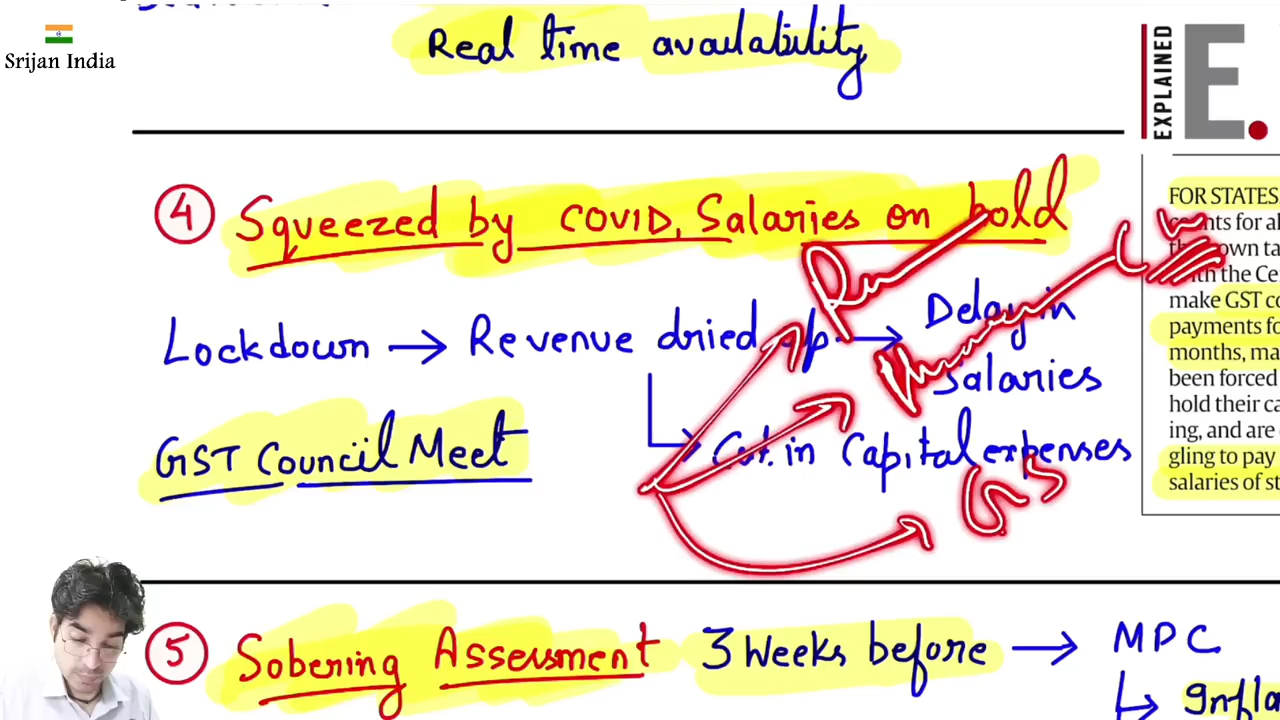 Real time availability
Srijan India
EXPLAINED
E.
4 Squeezed by COVID, Salaries on hold
Lockdown → Revenue dried up → Delay in Salaries
Cut in Capital expenses
GST Council Meet
FOR STATES
make GST co
payments fo
months, ma
been forced
hold their ca
ing, and are
gling to pay
salaries of st
5 Sobering Assessment 3 Weeks before → MPC
Infla